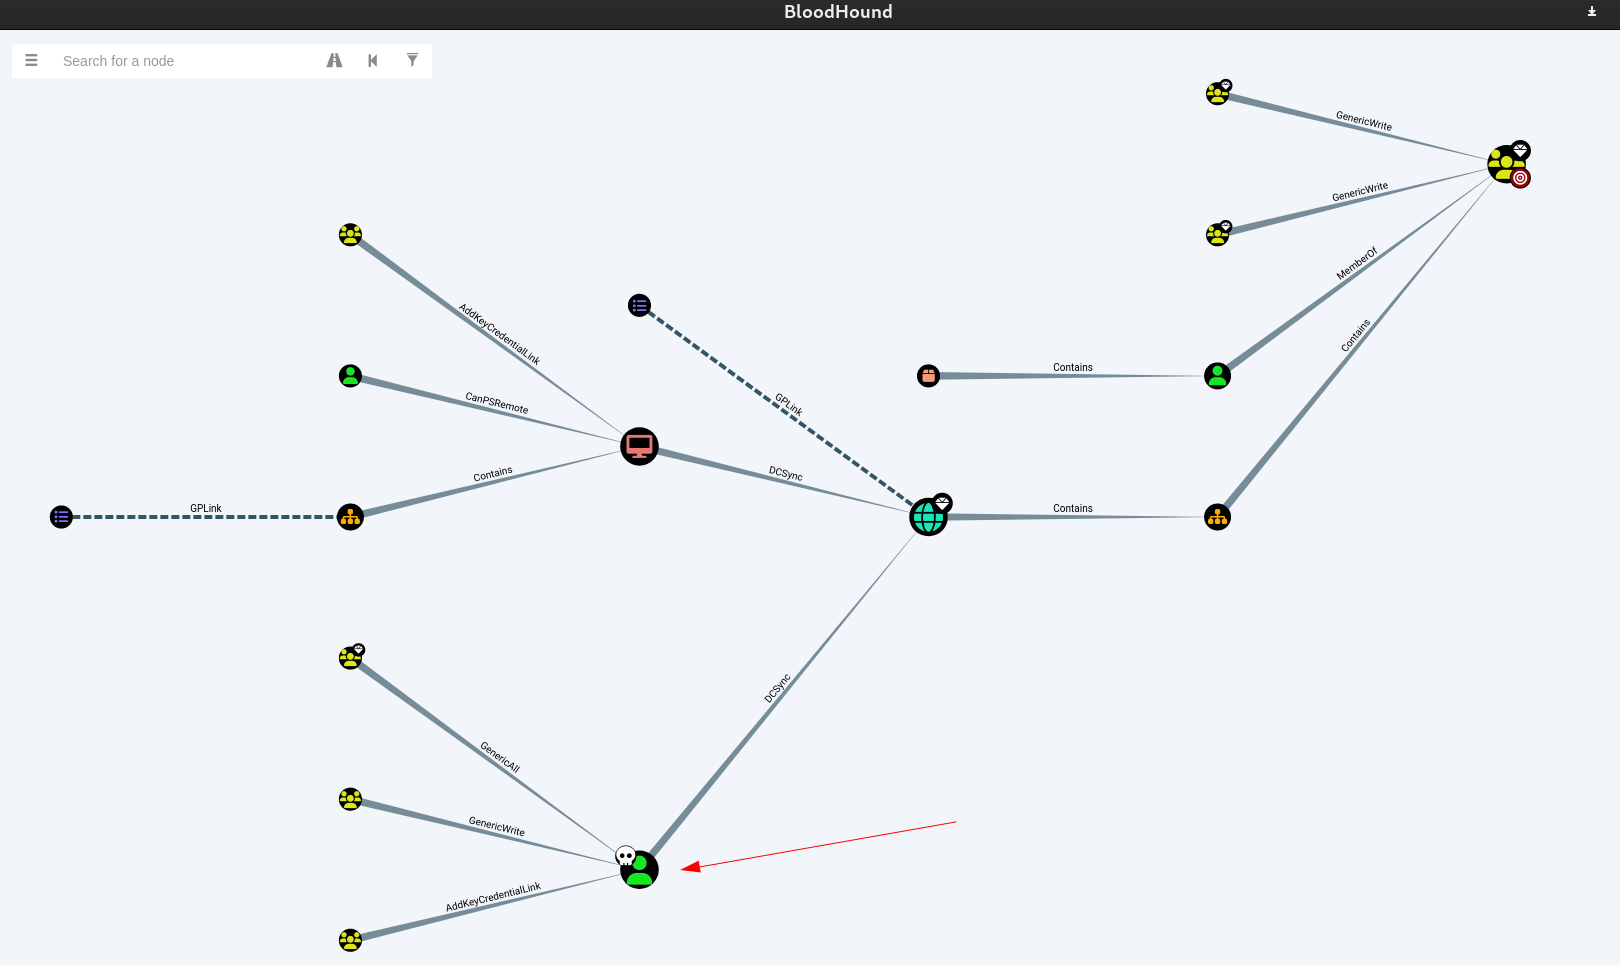 BloodHound
Search for a node
GenericWrite
GenericWrite
MemberOf
Contains
AddKeyCredentialLink
GPLink
Contains
CanPSRemote
Contains
DCSync
GPLink
Contains
DCSync
GenericAll
GenericWrite
AddKeyCredentialLink